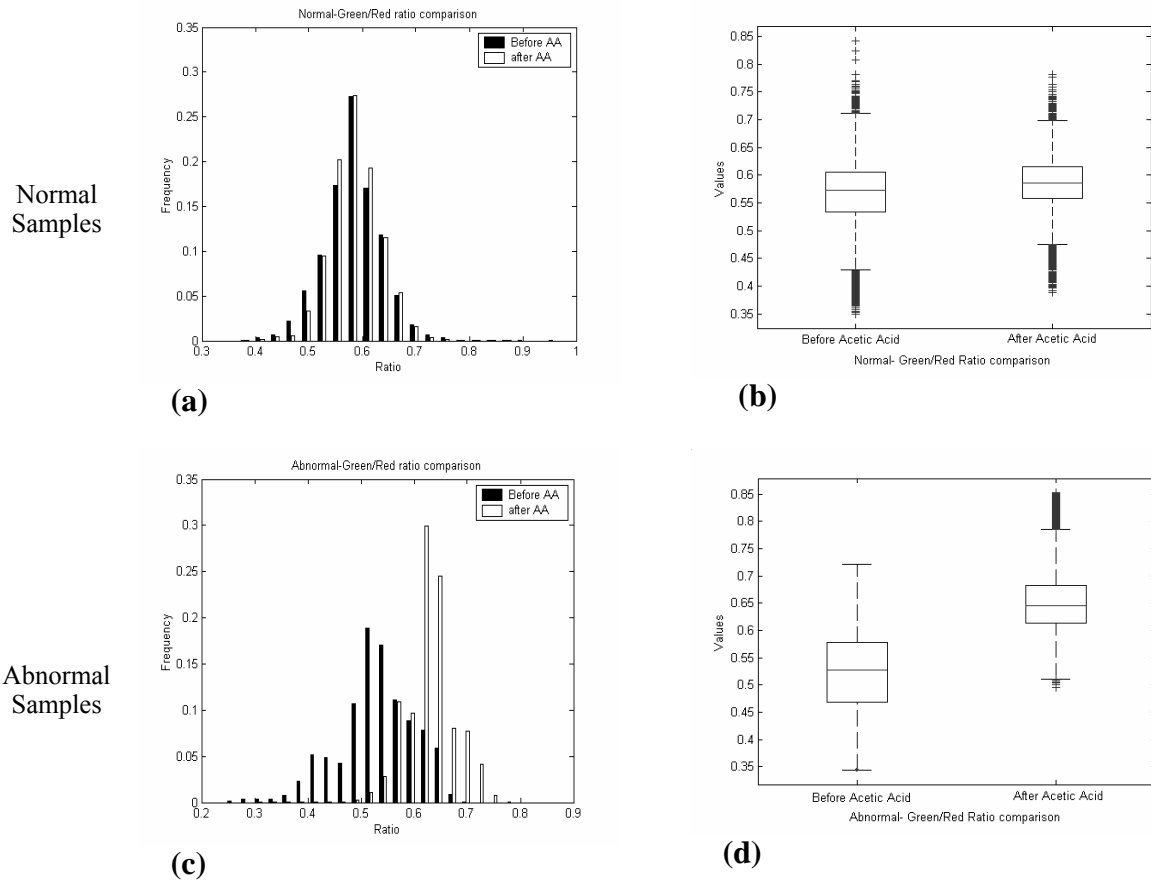 Normal-Green/Red ratio comparison
0.35
0.3
0.25
0.2
0.15
0.1
0.05
0
Frequency
Before AA
after AA
0.3 0.4 0.5 0.6 0.7 0.8 0.9 1
Ratio
(a)
Normal
Samples
0.85
0.8
0.75
0.7
0.65
0.6
0.55
0.5
0.45
0.4
0.35
Values
Before Acetic Acid After Acetic Acid
Normal- Green/Red Ratio comparison
(b)
Abnormal-Green/Red ratio comparison
0.35
0.3
0.25
0.2
0.15
0.1
0.05
0
Frequency
Before AA
after AA
0.2 0.3 0.4 0.5 0.6 0.7 0.8 0.9
Ratio
(c)
Abnormal
Samples
0.85
0.8
0.75
0.7
0.65
0.6
0.55
0.5
0.45
0.4
0.35
Values
Before Acetic Acid After Acetic Acid
Abnormal- Green/Red Ratio comparison
(d)